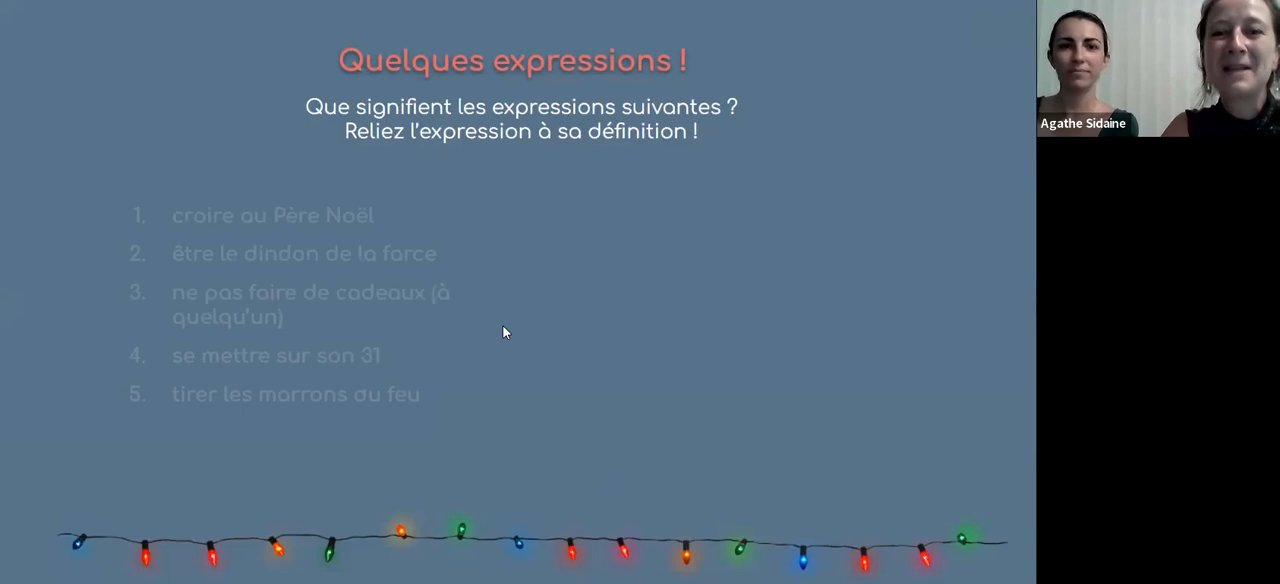 Quelques expressions !
Que signifient les expressions suivantes ?
Reliez l'expression à sa définition !
1. croire au Père Noël
2. être le dindon de la farce
3. ne pas faire de cadeaux (à
quelqu'un)
4. se mettre sur son 31
5. tirer les marrons du feu
Agathe Sidaine